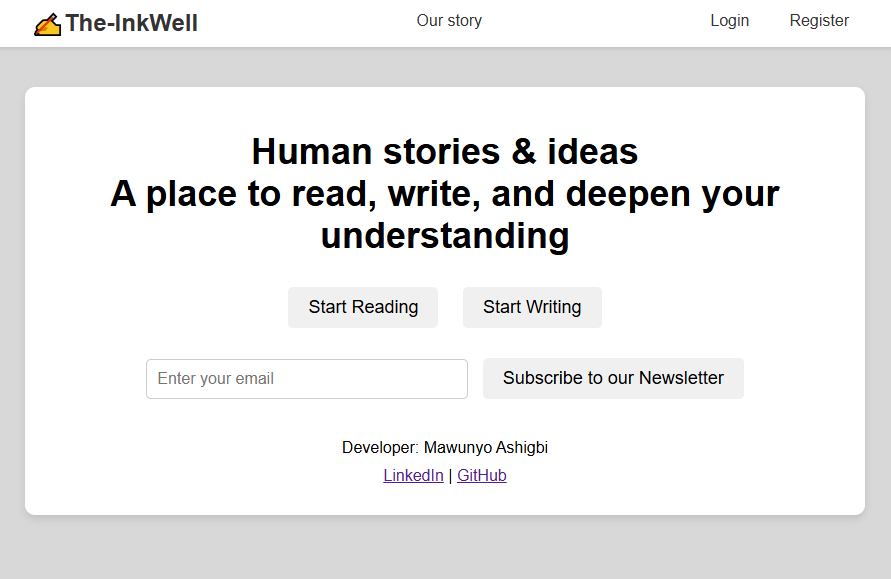 The-InkWell
Our story
Login
Register
Human stories & ideas
A place to read, write, and deepen your
understanding
Start Reading
Start Writing
Enter your email
Subscribe to our Newsletter
Developer: Mawunyo Ashigbi
LinkedIn | GitHub